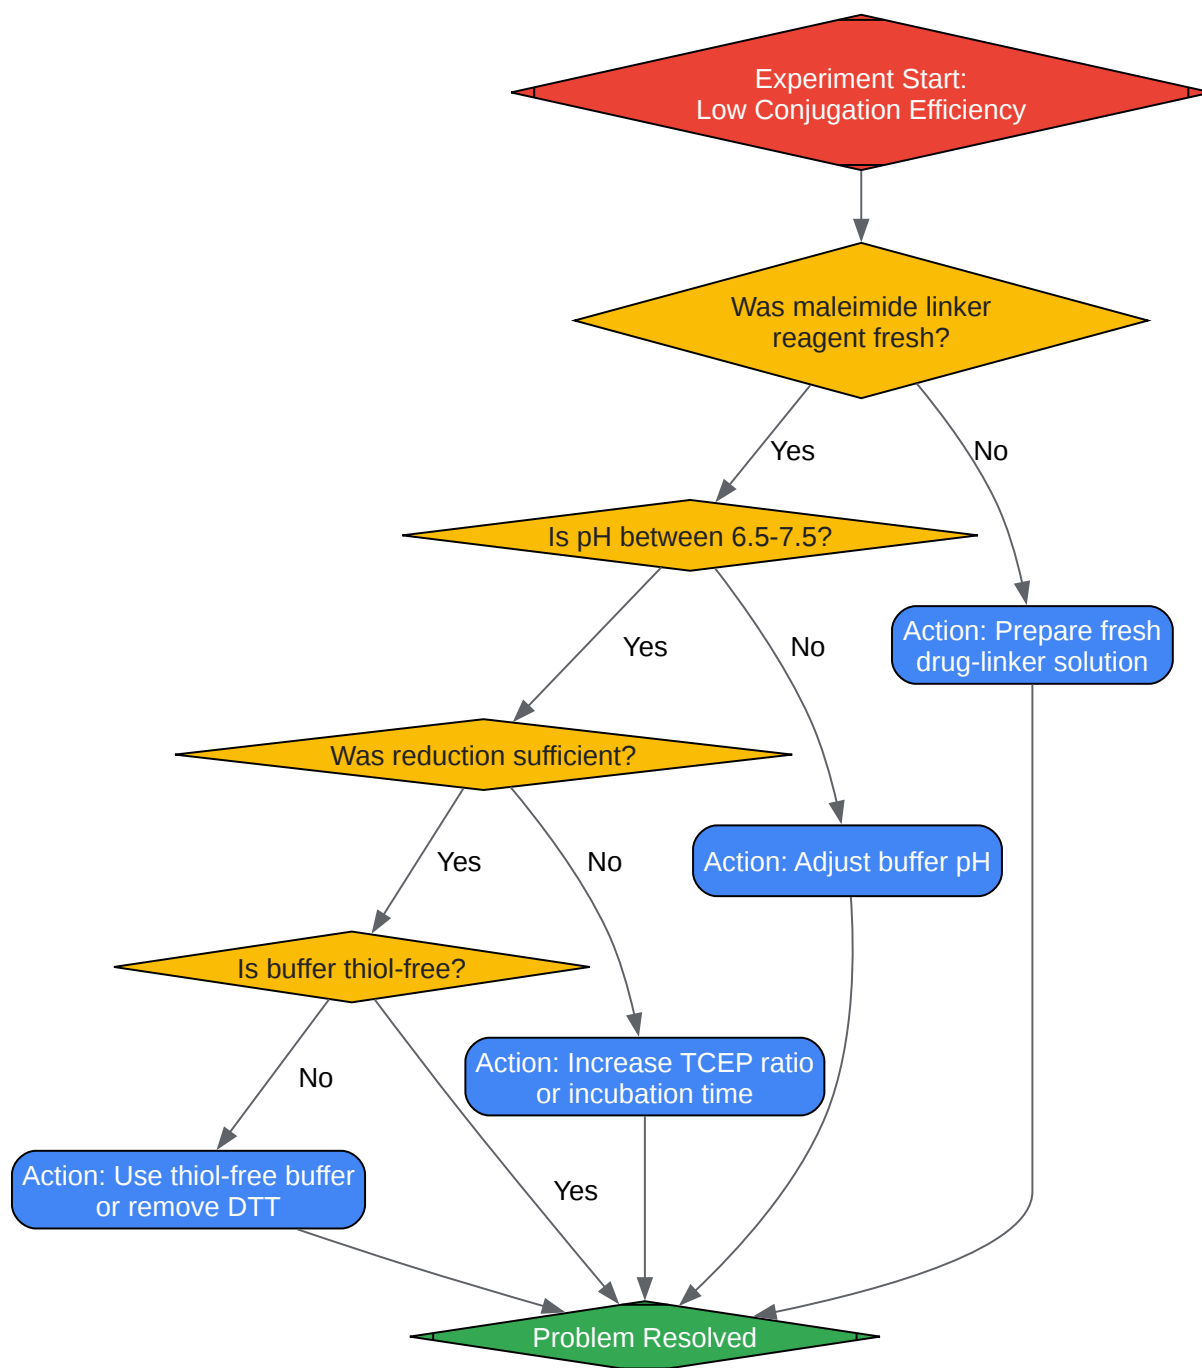 Experiment Start:
Low Conjugation Efficiency
Was maleimide linker
reagent fresh?
Yes
No
Is pH between 6.5-7.5?
Action: Prepare fresh
drug-linker solution
Yes
No
Was reduction sufficient?
Action: Adjust buffer pH
Yes
No
Is buffer thiol-free?
Action: Increase TCEP ratio
or incubation time
No
Action: Use thiol-free buffer
or remove DTT
Yes
Problem Resolved